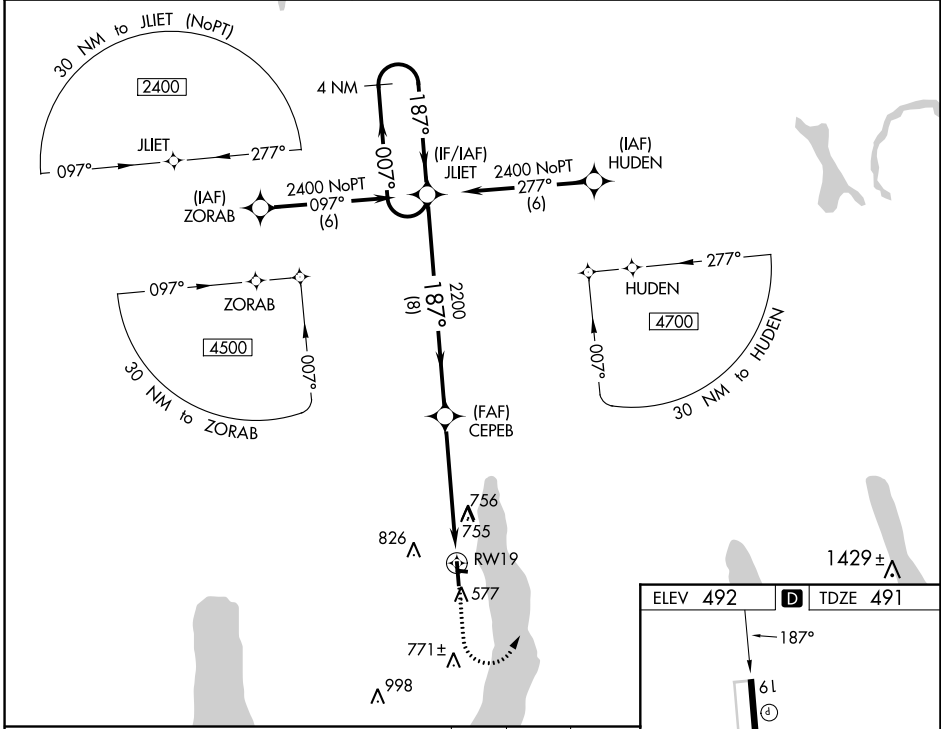 30 NM to JLIET (NoPT)
2400
JLIET
097°
277°
4 NM
187°
007°
(IF/IAF)
JLIET
(IAF)
HUDEN
2400 NoPT
277°
(6)
(IAF)
ZORAB
2400 NoPT
097°
(6)
097°
ZORAB
4500
007°
30 NM to ZORAB
2200
187°
(8)
277°
HUDEN
4700
007°
30 NM to HUDEN
(FAF)
CEPEB
756
755
826
RW19
577
771±
998
1429±
ELEV 492 D TDZE 491
187°
19
P